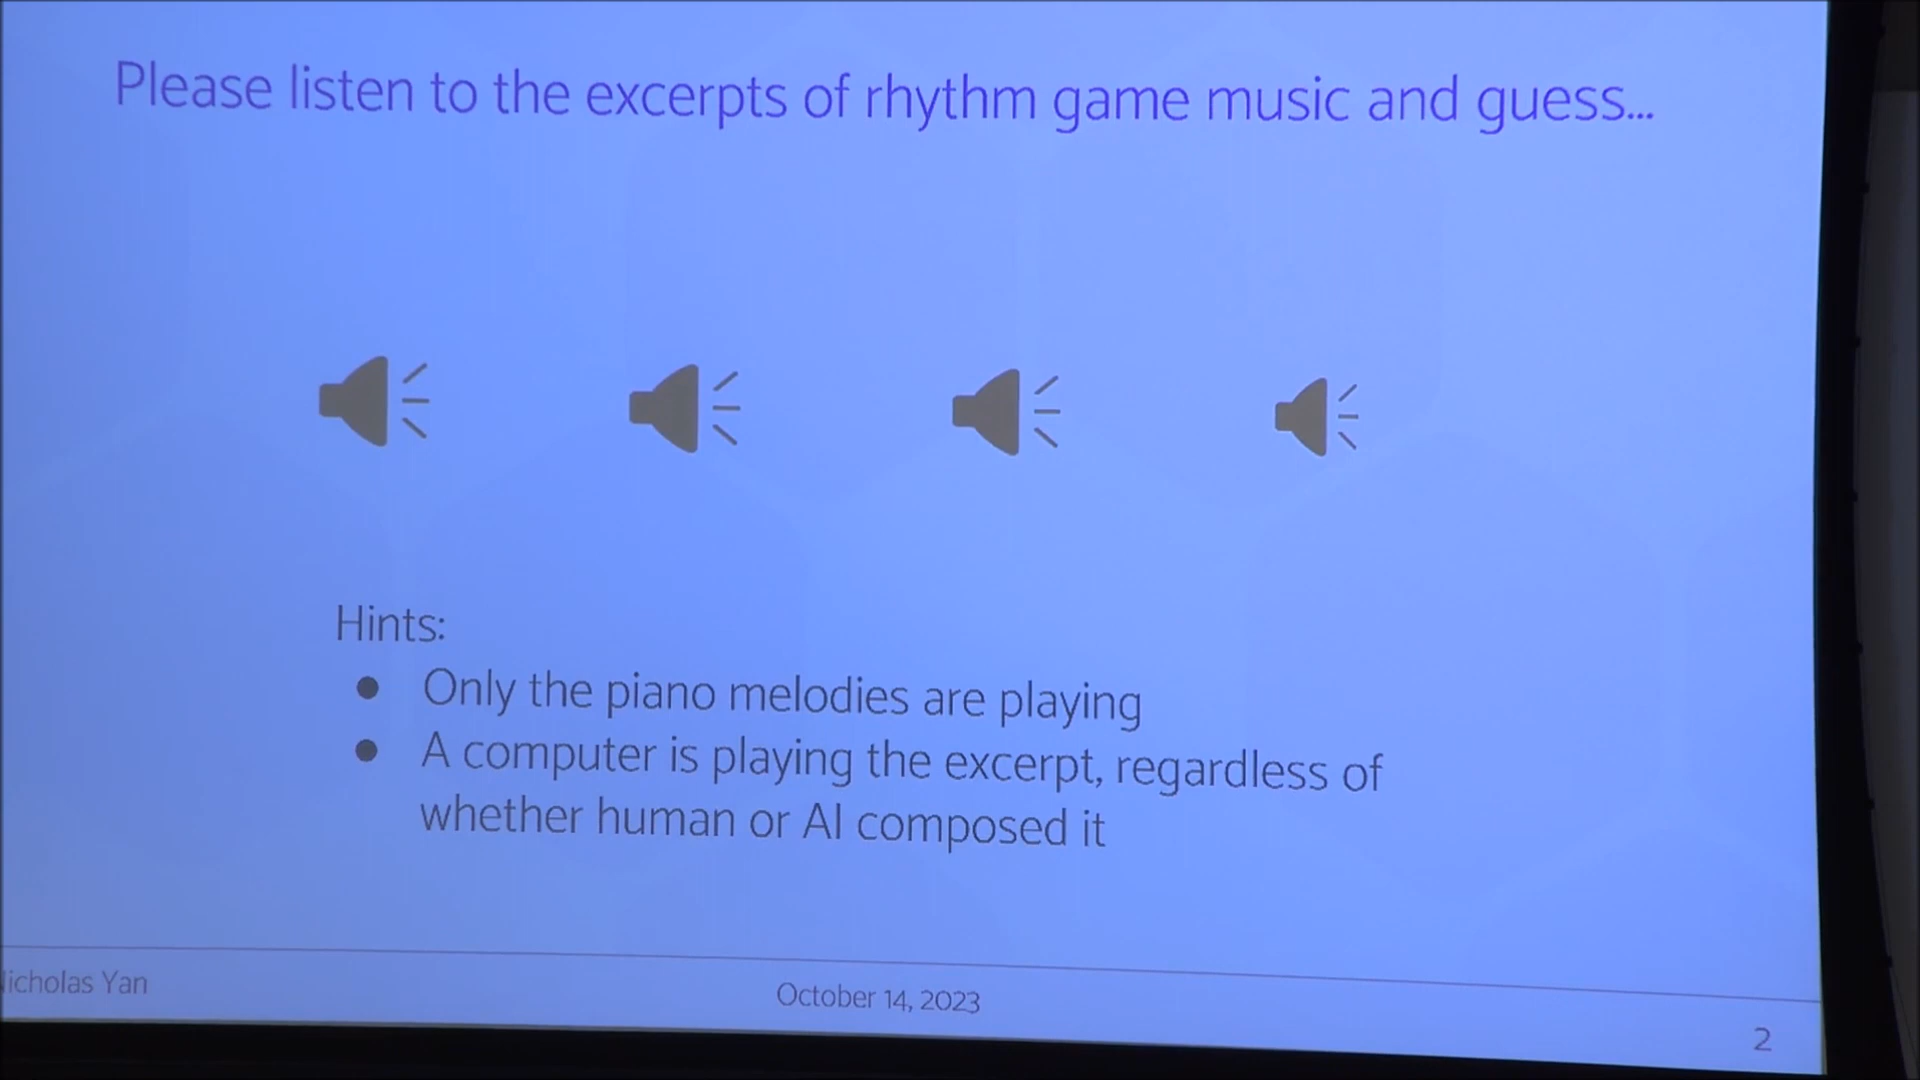 Please listen to the excerpts of rhythm game music and guess...
Hints:
● Only the piano melodies are playing
● A computer is playing the excerpt, regardless of
whether human or AI composed it
icholas Yan
October 14, 2023
2